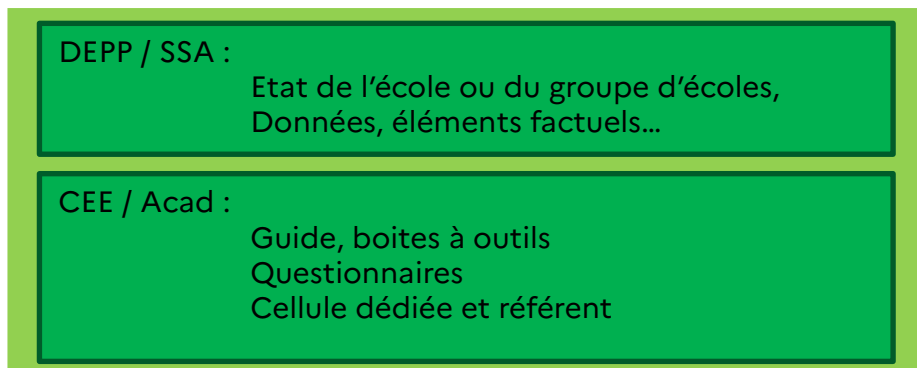 DEPP / SSA :
Etat de l’école ou du groupe d’écoles,
Données, éléments factuels…
CEE / Acad :
Guide, boites à outils
Questionnaires
Cellule dédiée et référent